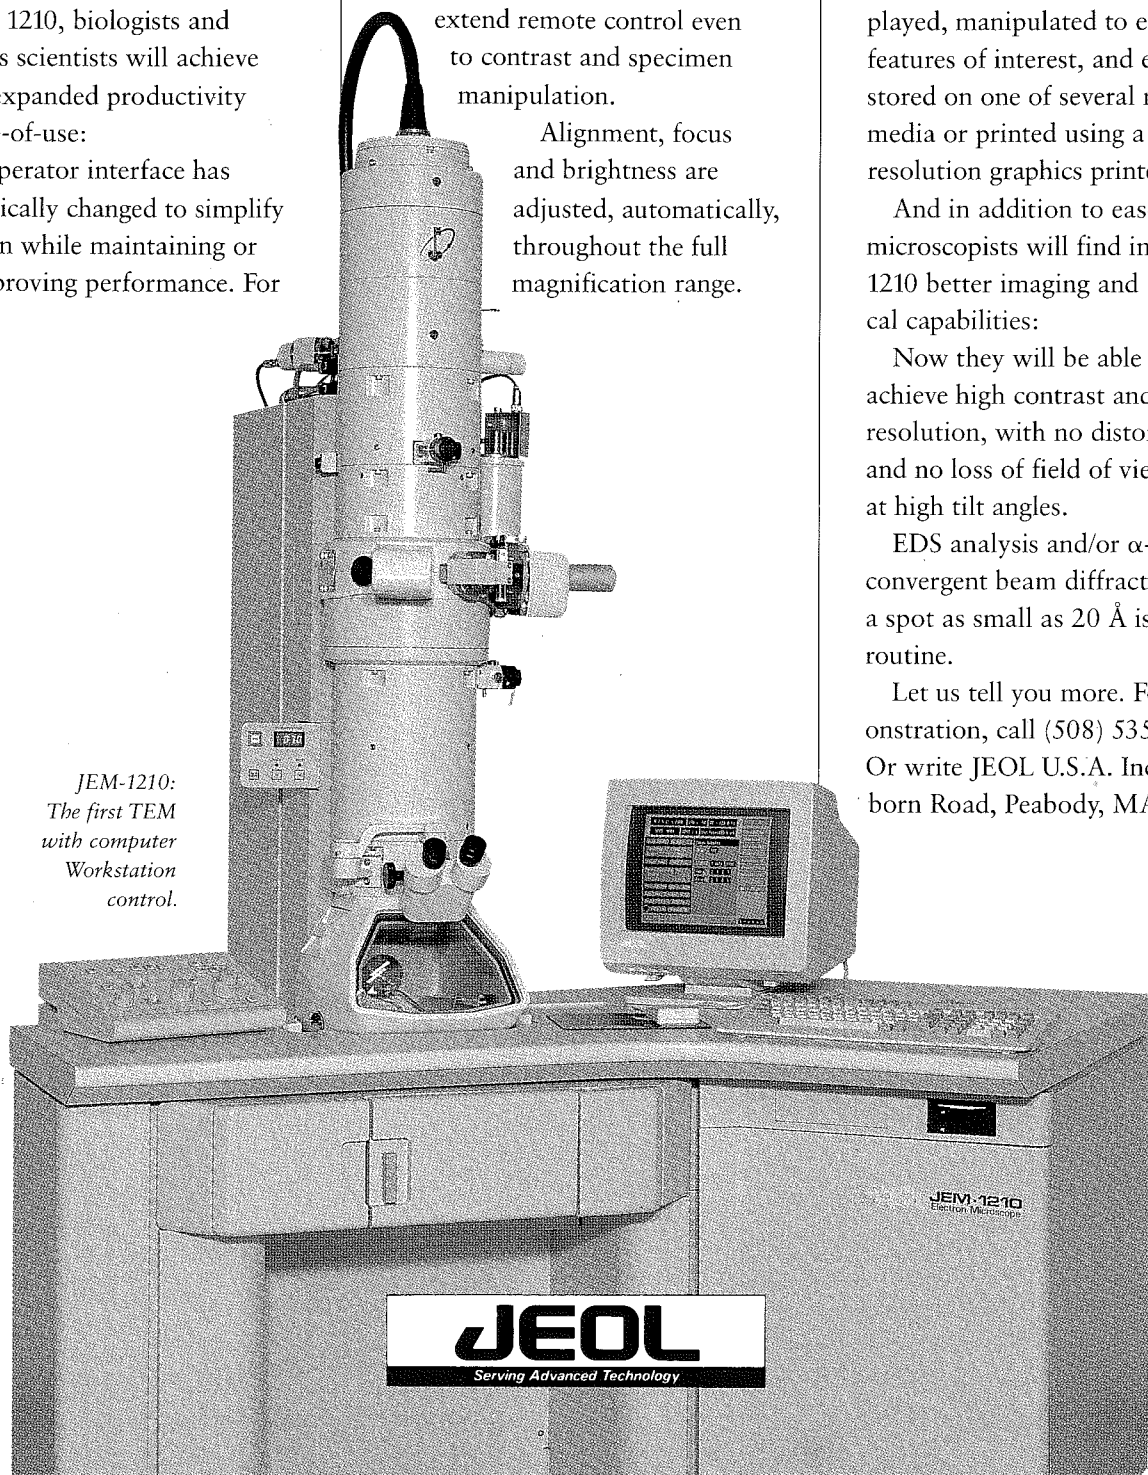 1210, biologists and
s scientists will achieve
expanded productivity
-of-use:
perator interface has
ically changed to simplify
n while maintaining or
proving performance. For
extend remote control even
to contrast and specimen
manipulation.
Alignment, focus
and brightness are
adjusted, automatically,
throughout the full
magnification range.
played, manipulated to e
features of interest, and e
stored on one of several r
media or printed using a
resolution graphics printe
And in addition to eas
microscopists will find in
1210 better imaging and
cal capabilities:
Now they will be able
achieve high contrast and
resolution, with no distor
and no loss of field of vie
at high tilt angles.
EDS analysis and/or α-
convergent beam diffract
a spot as small as 20 Å is
routine.
Let us tell you more. F
onstration, call (508) 535
Or write JEOL U.S.A. Inc
born Road, Peabody, MA
JEM-1210:
The first TEM
with computer
Workstation
control.
JEM-1210
Electron Microscope
JEOL
Serving Advanced Technology